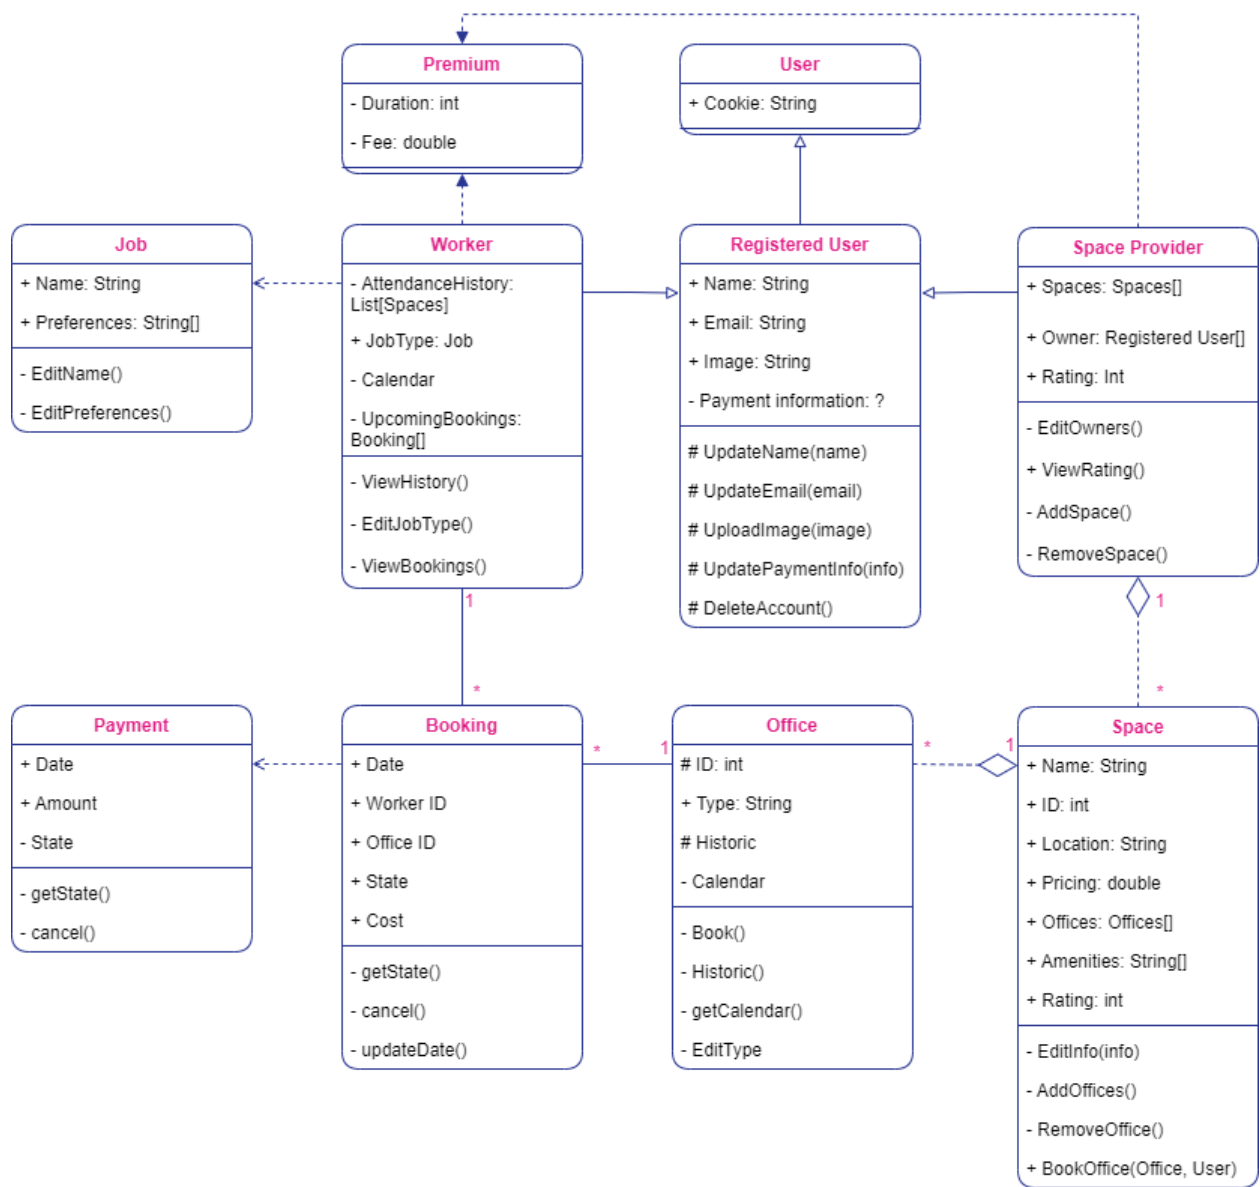 Premium
- Duration: int
- Fee: double
User
+ Cookie: String
Job
+ Name: String
+ Preferences: String[]
- EditName()
- EditPreferences()
Worker
- AttendanceHistory:
List[Spaces]
+ JobType: Job
- Calendar
- UpcomingBookings:
Booking[]
- ViewHistory()
- EditJobType()
- ViewBookings()
Registered User
+ Name: String
+ Email: String
+ Image: String
- Payment information: ?
# UpdateName(name)
# UpdateEmail(email)
# UploadImage(image)
# UpdatePaymentInfo(info)
# DeleteAccount()
Space Provider
+ Spaces: Spaces[]
+ Owner: Registered User[]
+ Rating: Int
- EditOwners()
+ ViewRating()
- AddSpace()
- RemoveSpace()
1
*
1
*
Payment
+ Date
+ Amount
- State
- getState()
- cancel()
Booking
+ Date
+ Worker ID
+ Office ID
+ State
+ Cost
- getState()
- cancel()
- updateDate()
*
1
Office
# ID: int
+ Type: String
# Historic
- Calendar
- Book()
- Historic()
- getCalendar()
- EditType
*
1
Space
+ Name: String
+ ID: int
+ Location: String
+ Pricing: double
+ Offices: Offices[]
+ Amenities: String[]
+ Rating: int
- EditInfo(info)
- AddOffices()
- RemoveOffice()
+ BookOffice(Office, User)